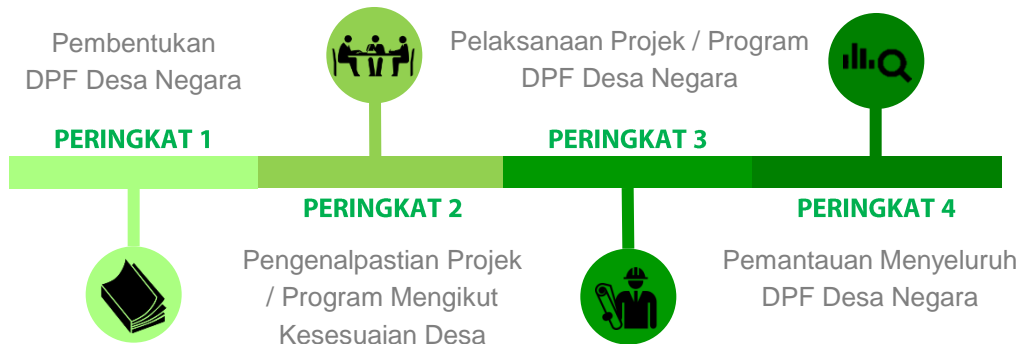 Pembentukan
DPF Desa Negara
PERINGKAT 1
PERINGKAT 2
Pengenalpastian Projek
/ Program Mengikut
Kesesuaian Desa
Pelaksanaan Projek / Program
DPF Desa Negara
PERINGKAT 3
PERINGKAT 4
Pemantauan Menyeluruh
DPF Desa Negara